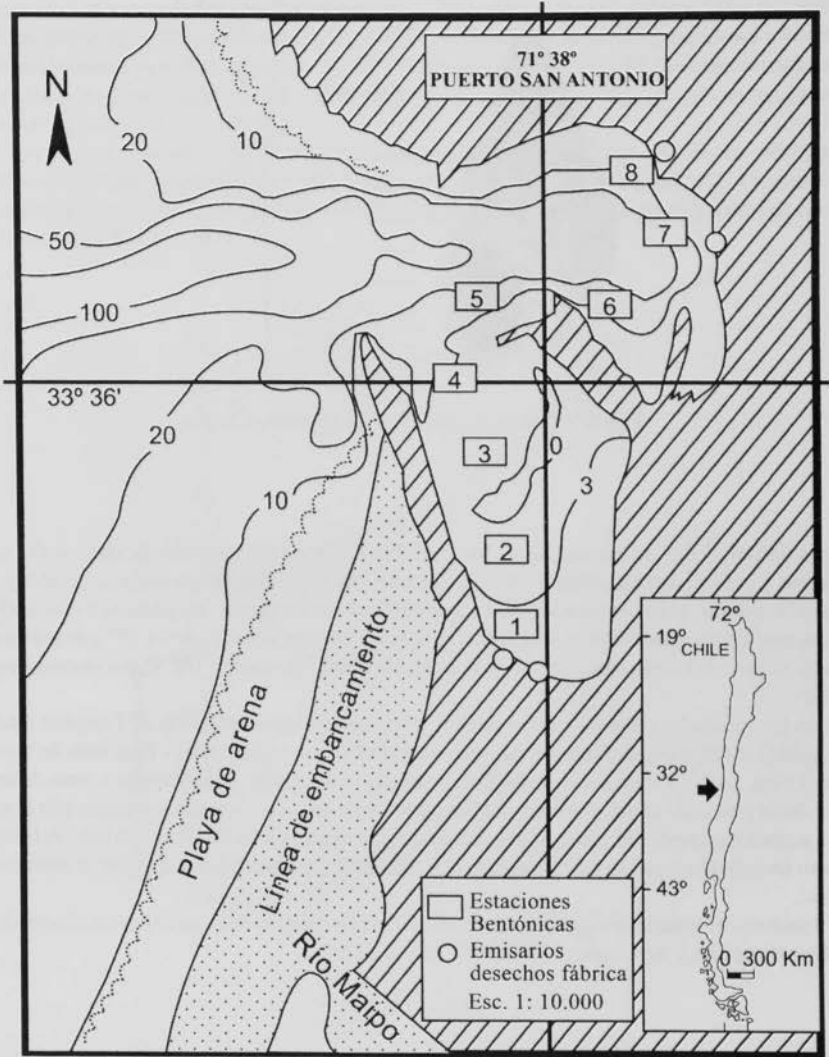 71° 38°
PUERTO SAN ANTONIO
N
20
10
8
7
50
5
6
100
4
33° 36'
20
3
0
3
10
2
1
Playa de arena
Línea de embancamiento
Río Maipo
72°
19°
CHILE
32°
43°
0 300 Km
Estaciones
Bentónicas
Emisarios
desechos fábrica
Esc. 1: 10.000